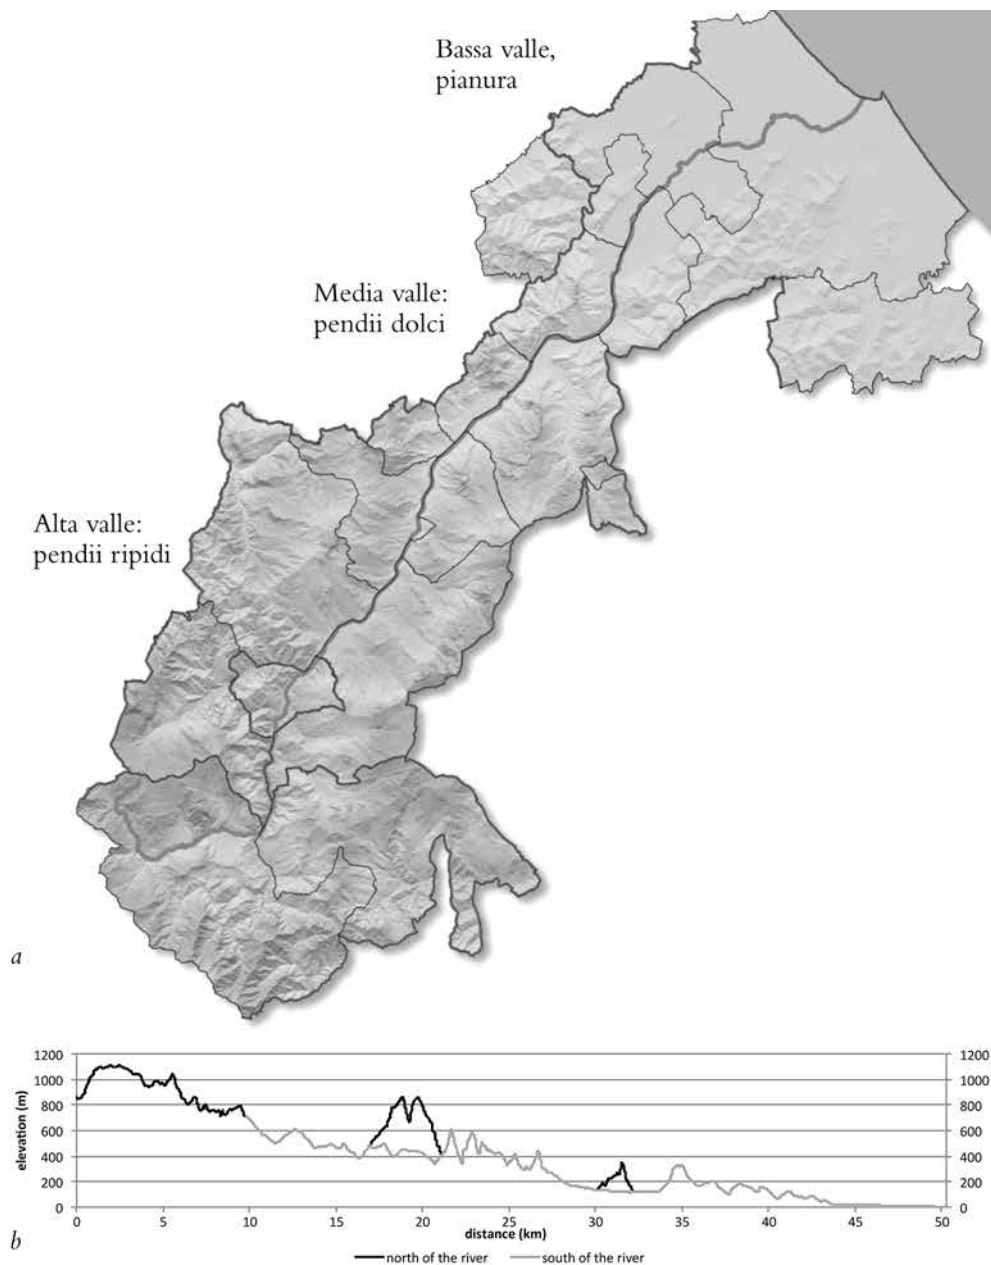 Bassa valle,
pianura
Media valle:
pendii dolci
Alta valle:
pendii ripidi
a
1200
1000
800
600
400
200
0
elevation (m)
1200
1000
800
600
400
200
0
0 5 10 15 20 25 30 35 40 45 50
distance (km)
b
north of the river south of the river